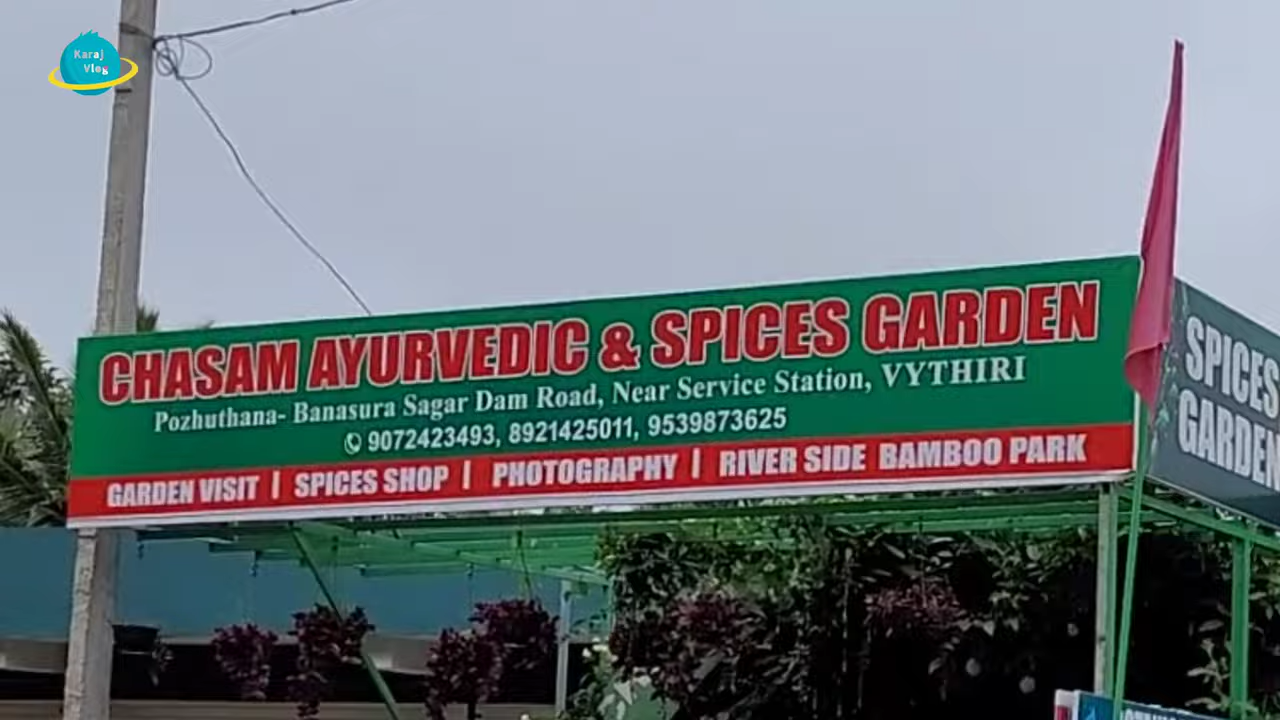 Karaj
Vlog
CHASAM AYURVEDIC & SPICES GARDEN
Pozhuthana- Banasura Sagar Dam Road, Near Service Station, VYTHIRI
9072423493, 8921425011, 9539873625
GARDEN VISIT | SPICES SHOP | PHOTOGRAPHY | RIVER SIDE BAMBOO PARK
SPICES
GARDEN